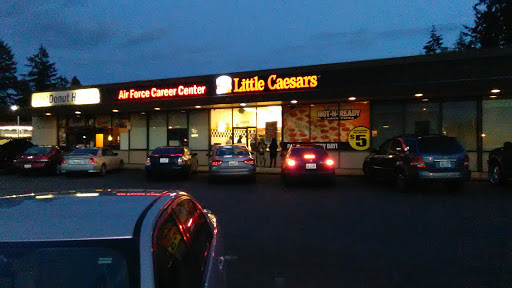 Donut H
Air Force Career Center
Little Caesars
HOT-N-READY
$5